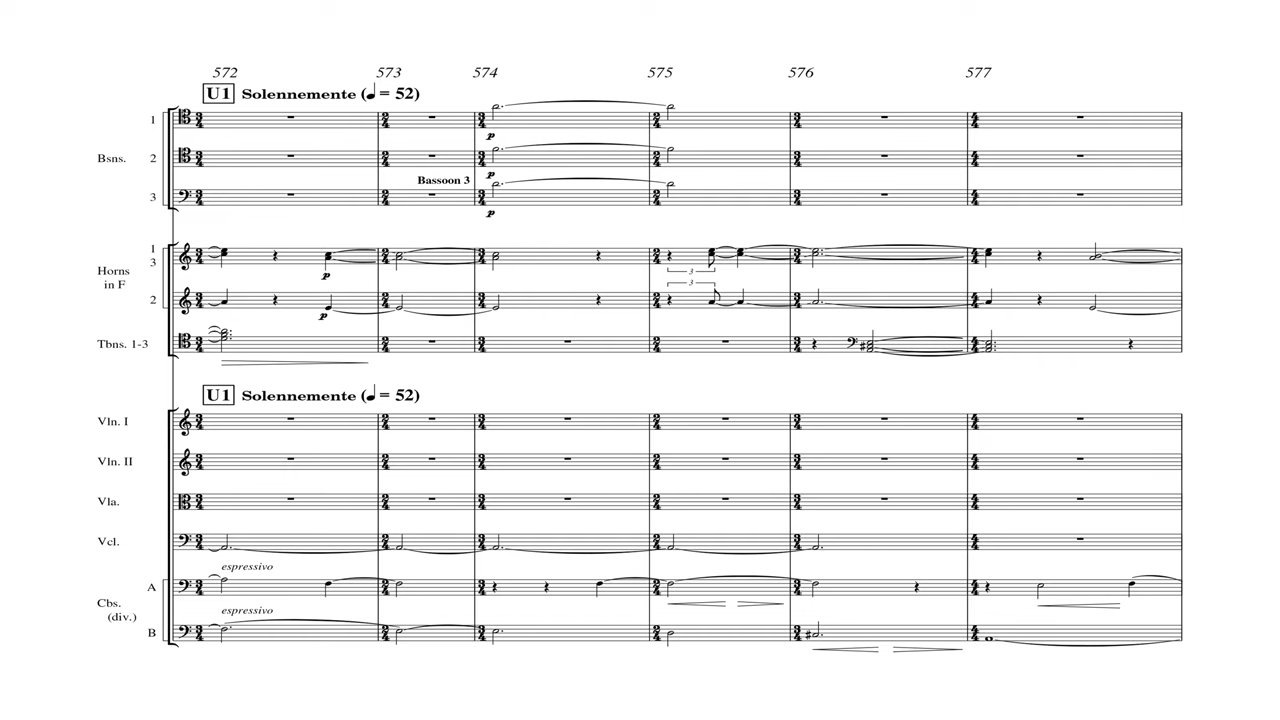 572 573 574 575 576 577
U1 Solennemente (♩= 52)
1
p
Bsns. 2
p
Bassoon 3
3
p
1
3
p
3
Horns
in F
3
2
p
Tbns. 1-3
U1 Solennemente (♩= 52)
Vln. I
Vln. II
Vla.
Vcl.
espressivo
A
Cbs.
(div.)
espressivo
B